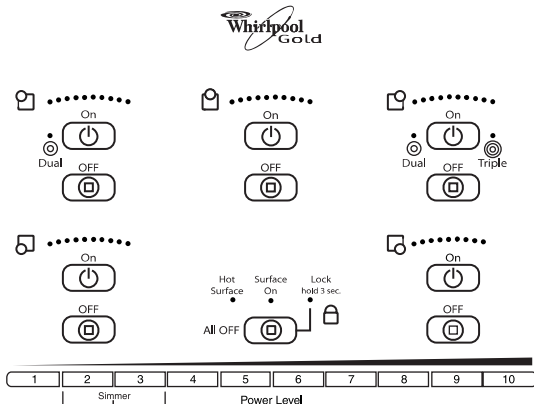 Whirlpool
Gold
On
Dual
OFF
On
OFF
On
Dual
Triple
OFF
On
OFF
Hot Surface
Surface On
Lock
hold 3 sec.
All OFF
On
OFF
1 2 3 4 5 6 7 8 9 10
Simmer
Power Level